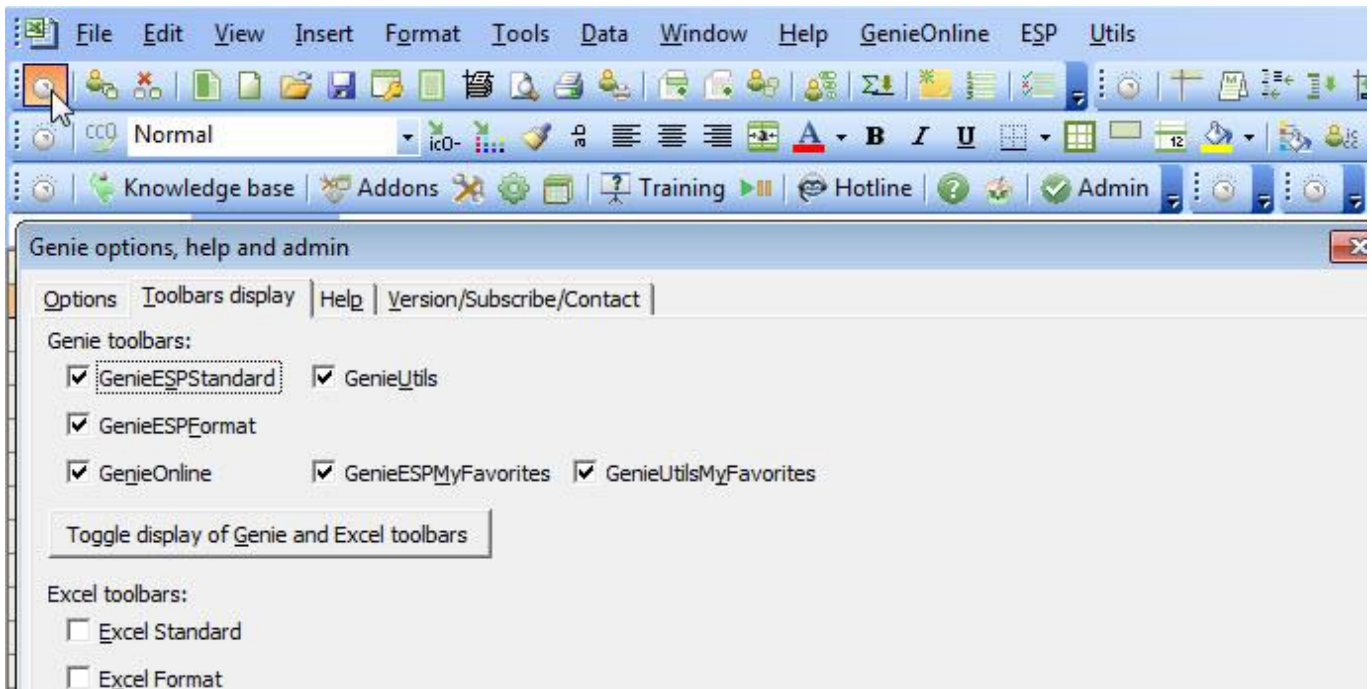 File Edit View Insert Format Tools Data Window Help GenieOnline ESP Utils
Normal
B I U 12
Knowledge base Addons Training Hotline Admin
Genie options, help and admin
Options Toolbars display Help Version/Subscribe/Contact
Genie toolbars:
GenieESPStandard GenieUtils
GenieESPFormat
GenieOnline GenieESPMyFavorites GenieUtilsMyFavorites
Toggle display of Genie and Excel toolbars
Excel toolbars:
Excel Standard
Excel Format